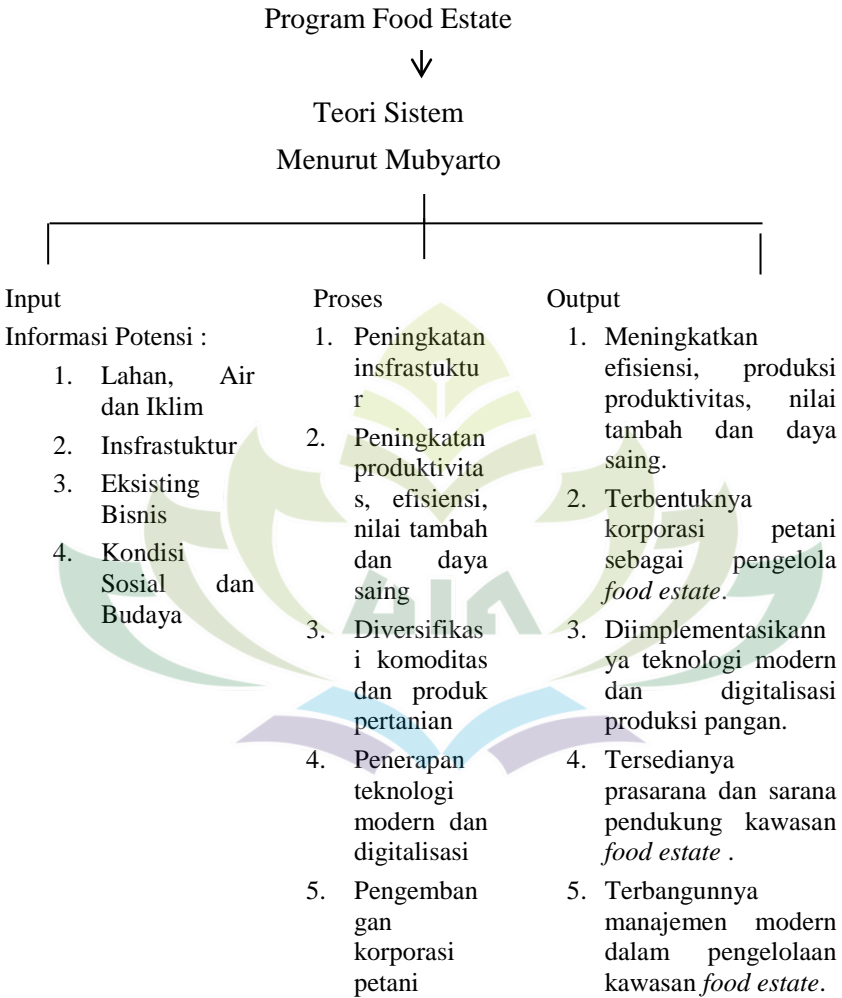 Program Food Estate
Teori Sistem
Menurut Mubyarto
Input
Informasi Potensi :
1. Lahan, Air
dan Iklim
2. Insfrastuktur
3. Eksisting
Bisnis
4. Kondisi
Sosial dan
Budaya
Proses
1. Peningkatan
insfrastuktu
r
2. Peningkatan
produktivita
s, efisiensi,
nilai tambah
dan daya
saing
3. Diversifikas
i komoditas
dan produk
pertanian
4. Penerapan
teknologi
modern dan
digitalisasi
5. Pengemban
gan
korporasi
petani
Output
1. Meningkatkan
efisiensi, produksi
produktivitas, nilai
tambah dan daya
saing.
2. Terbentuknya
korporasi petani
sebagai pengelola
food estate.
3. Diimplementasikann
ya teknologi modern
dan digitalisasi
produksi pangan.
4. Tersedianya
prasarana dan sarana
pendukung kawasan
food estate .
5. Terbangunnya
manajemen modern
dalam pengelolaan
kawasan food estate.